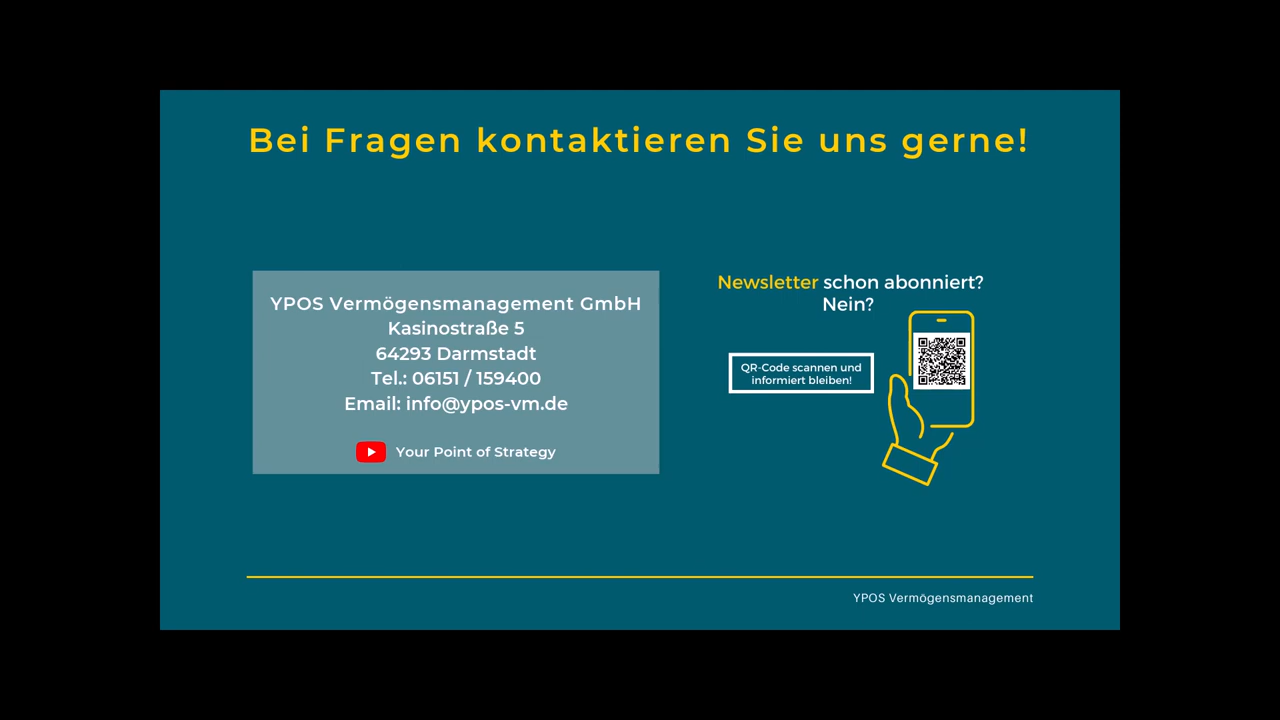 Bei Fragen kontaktieren Sie uns gerne!
YPOS Vermögensmanagement GmbH
Kasinostraße 5
64293 Darmstadt
Tel.: 06151 / 159400
Email: info@ypos-vm.de
Your Point of Strategy
Newsletter schon abonniert?
Nein?
QR-Code scannen und
informiert bleiben!
YPOS Vermögensmanagement